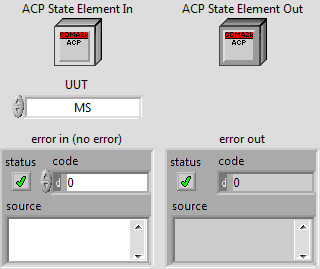 ACP State Element In ACP State Element Out
ACP ACP
UUT
MS
error in (no error) error out
status code status code
d 0 d 0
source source